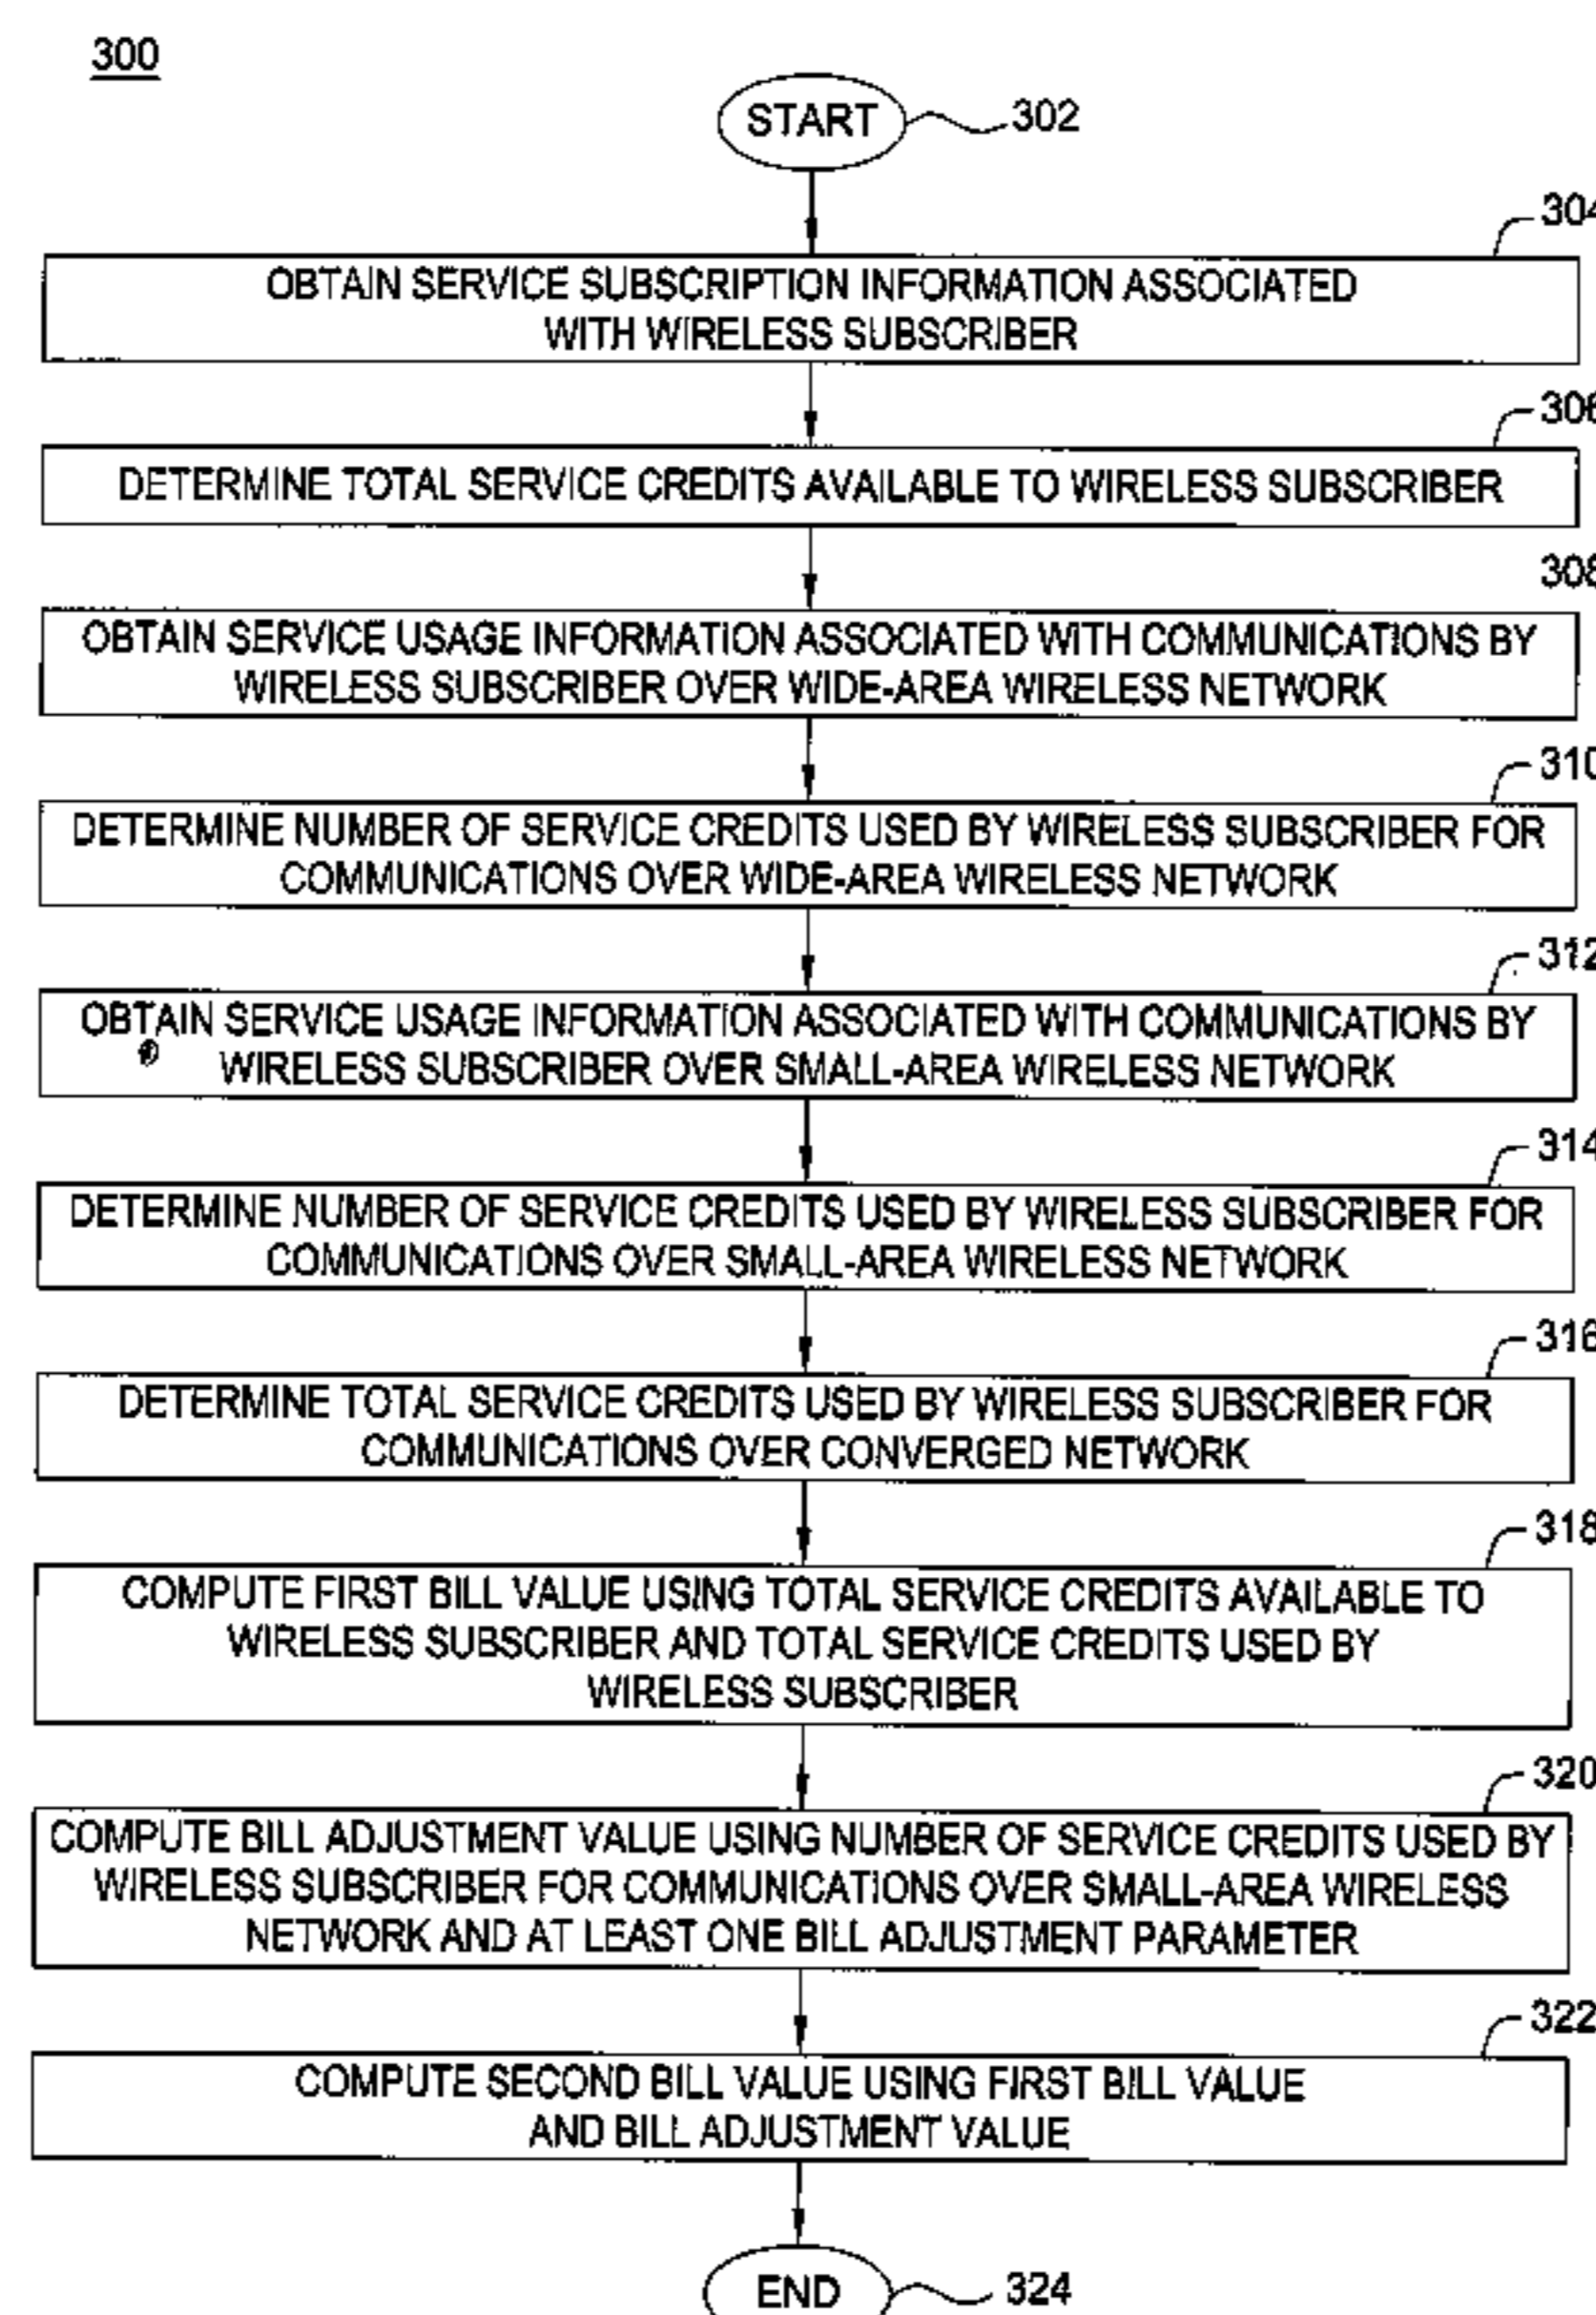 300
START
302
304
OBTAIN SERVICE SUBSCRIPTION INFORMATION ASSOCIATED
WITH WIRELESS SUBSCRIBER
306
DETERMINE TOTAL SERVICE CREDITS AVAILABLE TO WIRELESS SUBSCRIBER
308
OBTAIN SERVICE USAGE INFORMATION ASSOCIATED WITH COMMUNICATIONS BY
WIRELESS SUBSCRIBER OVER WIDE-AREA WIRELESS NETWORK
310
DETERMINE NUMBER OF SERVICE CREDITS USED BY WIRELESS SUBSCRIBER FOR
COMMUNICATIONS OVER WIDE-AREA WIRELESS NETWORK
312
OBTAIN SERVICE USAGE INFORMATION ASSOCIATED WITH COMMUNICATIONS BY
WIRELESS SUBSCRIBER OVER SMALL-AREA WIRELESS NETWORK
314
DETERMINE NUMBER OF SERVICE CREDITS USED BY WIRELESS SUBSCRIBER FOR
COMMUNICATIONS OVER SMALL-AREA WIRELESS NETWORK
316
DETERMINE TOTAL SERVICE CREDITS USED BY WIRELESS SUBSCRIBER FOR
COMMUNICATIONS OVER CONVERGED NETWORK
318
COMPUTE FIRST BILL VALUE USING TOTAL SERVICE CREDITS AVAILABLE TO
WIRELESS SUBSCRIBER AND TOTAL SERVICE CREDITS USED BY
WIRELESS SUBSCRIBER
320
COMPUTE BILL ADJUSTMENT VALUE USING NUMBER OF SERVICE CREDITS USED BY
WIRELESS SUBSCRIBER FOR COMMUNICATIONS OVER SMALL-AREA WIRELESS
NETWORK AND AT LEAST ONE BILL ADJUSTMENT PARAMETER
322
COMPUTE SECOND BILL VALUE USING FIRST BILL VALUE
AND BILL ADJUSTMENT VALUE
END
324